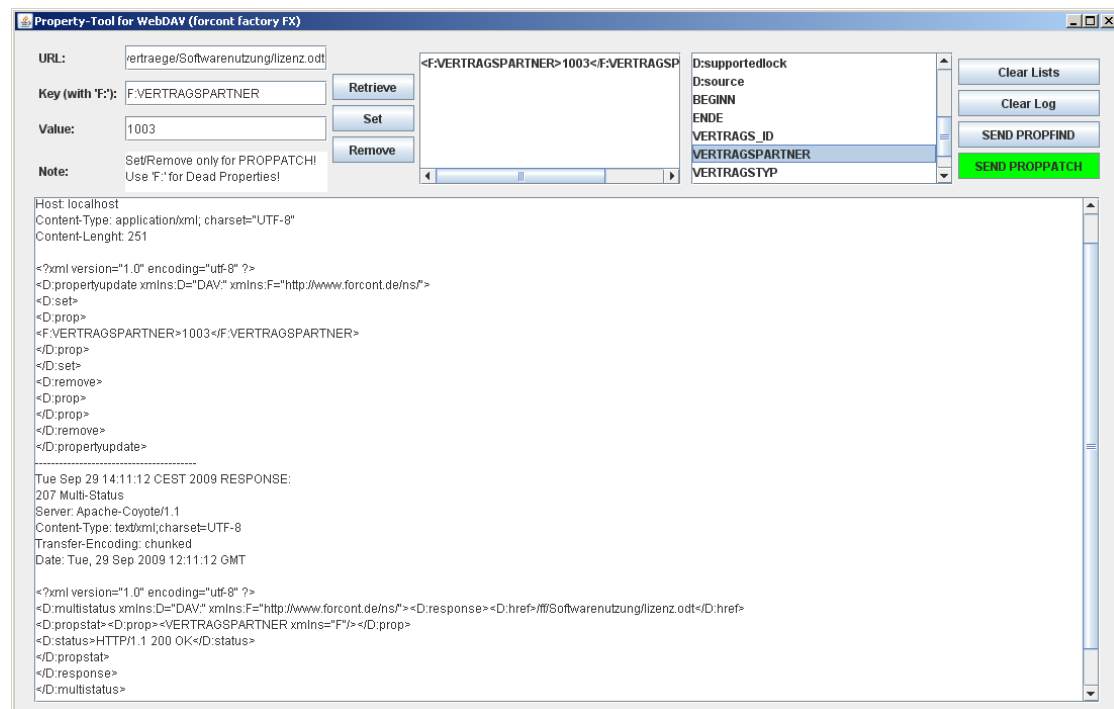 Property-Tool for WebDAV (forcont factory FX)
URL:
vertraege/Softwarenutzung/lizenz.odt
Key (with 'F:'):
F:VERTRAGSPARTNER
Value:
1003
Note:
Set/Remove only for PROPPATCH!
Use 'F:' for Dead Properties!
Retrieve
Set
Remove
<F:VERTRAGSPARTNER>1003</F:VERTRAGSP
D:supportedlock
D:source
BEGINN
ENDE
VERTRAGS_ID
VERTRAGSPARTNER
VERTRAGSTYP
Clear Lists
Clear Log
SEND PROPFIND
SEND PROPPATCH
Host: localhost
Content-Type: application/xml; charset="UTF-8"
Content-Lenght: 251
<?xml version="1.0" encoding="utf-8" ?>
<D:propertyupdate xmlns:D="DAV:" xmlns:F="http://www.forcont.de/ns/">
<D:set>
<D:prop>
<F:VERTRAGSPARTNER>1003</F:VERTRAGSPARTNER>
</D:prop>
</D:set>
<D:remove>
<D:prop>
</D:prop>
</D:remove>
</D:propertyupdate>
----------------------------------------
Tue Sep 29 14:11:12 CEST 2009 RESPONSE:
207 Multi-Status
Server: Apache-Coyote/1.1
Content-Type: text/xml;charset=UTF-8
Transfer-Encoding: chunked
Date: Tue, 29 Sep 2009 12:11:12 GMT
<?xml version="1.0" encoding="utf-8" ?>
<D:multistatus xmlns:D="DAV:" xmlns:F="http://www.forcont.de/ns/"><D:response><D:href>/fff/Softwarenutzung/lizenz.odt</D:href>
<D:propstat><D:prop><VERTRAGSPARTNER xmlns="F"/></D:prop>
<D:status>HTTP/1.1 200 OK</D:status>
</D:propstat>
</D:response>
</D:multistatus>